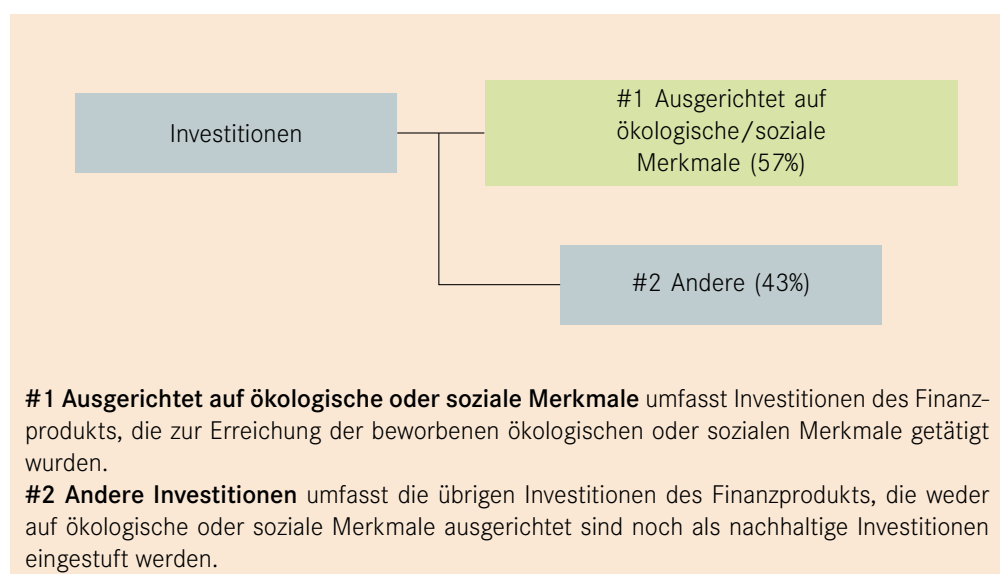 Investitionen
#1 Ausgerichtet auf
ökologische/soziale
Merkmale (57%)
#2 Andere (43%)
#1 Ausgerichtet auf ökologische oder soziale Merkmale umfasst Investitionen des Finanz-
produkts, die zur Erreichung der beworbenen ökologischen oder sozialen Merkmale getätigt
wurden.
#2 Andere Investitionen umfasst die übrigen Investitionen des Finanzprodukts, die weder
auf ökologische oder soziale Merkmale ausgerichtet sind noch als nachhaltige Investitionen
eingestuft werden.